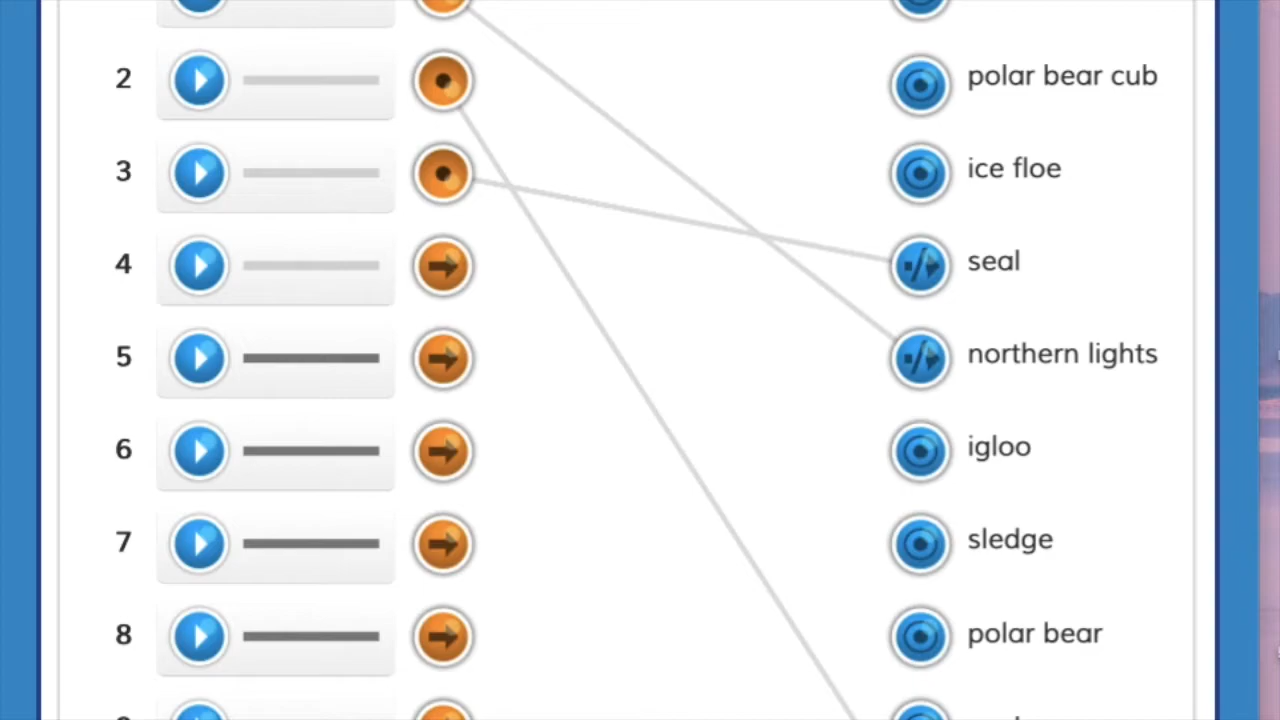 2 polar bear cub
3 ice floe
4 seal
5 northern lights
6 igloo
7 sledge
8 polar bear